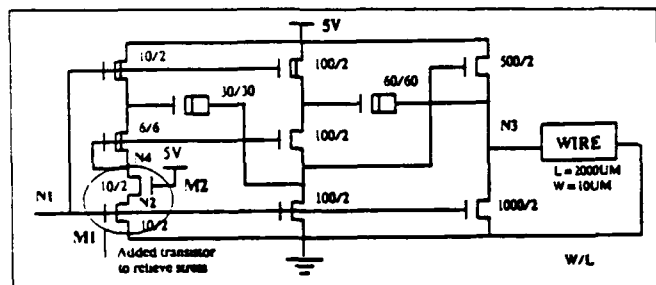 5V
10/2
100/2
500/2
30/30
60/60
6/6
100/2
N3
WIRE
N4
5V
L = 2000UM
W = 10UM
10/2
M2
N1
N2
100/2
1000/2
M1
10/2
Added transistor
to relieve stress
W/L